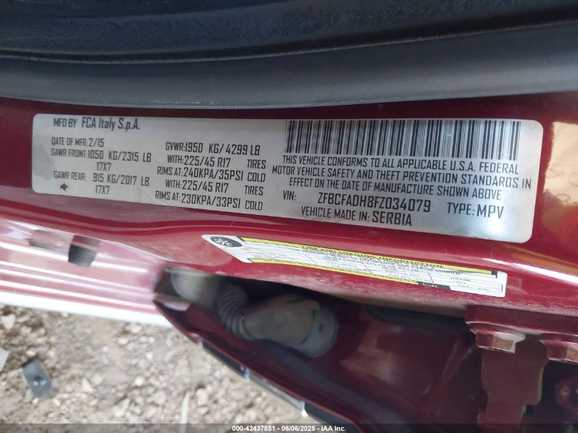 MFD BY FCA Italy S.p.A.
DATE OF MFR. 2/15 GVWR: 1950 KG/ 4299 LB
GAWR FRONT: 1050 KG/2315 LB WITH 225/45 R17 TIRES
17X7 RIMS AT: 240KPA/35PSI COLD
GAWR REAR: 915 KG/2017 LB WITH 225/45 R17 TIRES
17X7 RIMS AT: 230KPA/33PSI COLD
THIS VEHICLE CONFORMS TO ALL APPLICABLE U.S.A. FEDERAL
MOTOR VEHICLE SAFETY, BUMPER, AND THEFT PREVENTION STANDARDS IN
EFFECT ON THE DATE OF MANUFACTURE SHOWN ABOVE.
VIN: ZFBCFADH8FZ034079 TYPE: MPV
VEHICLE MADE IN: SERBIA
000-42437851 - 06/06/2025 - IAA Inc.